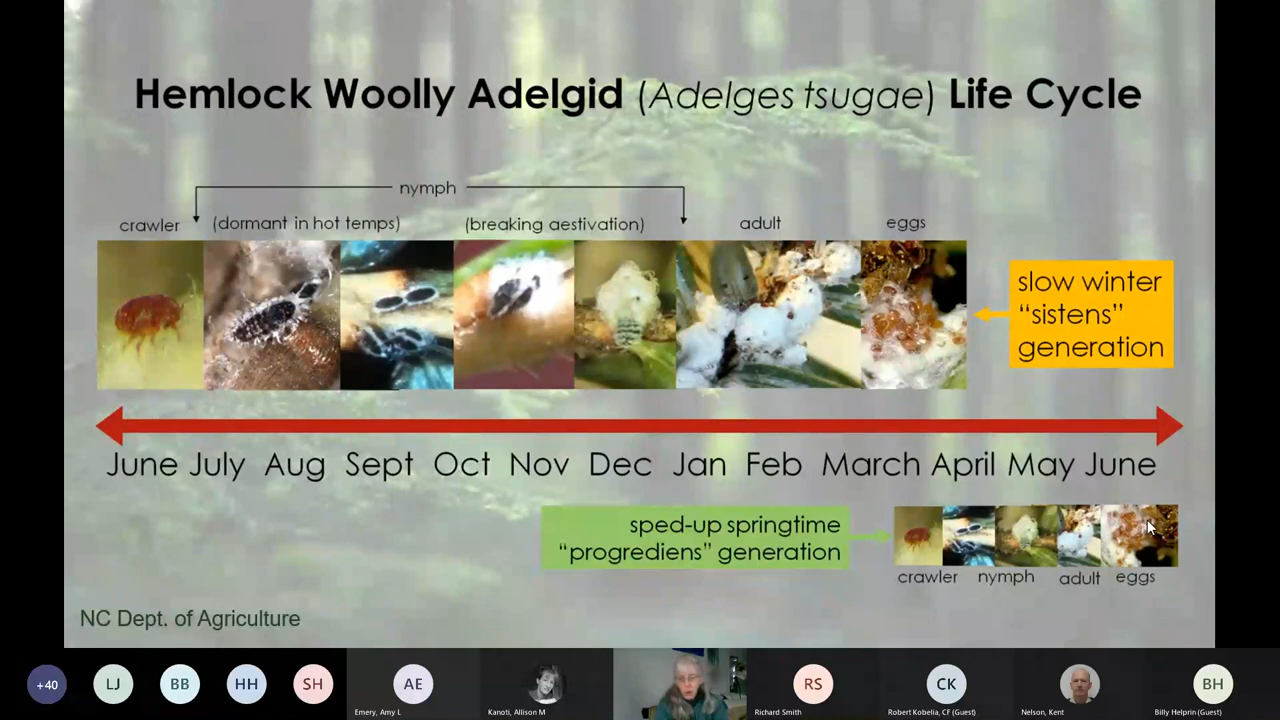 Hemlock Woolly Adelgid (Adelges tsugae) Life Cycle
nymph
crawler (dormant in hot temps) (breaking aestivation) adult eggs
slow winter
“sistens”
generation
June July Aug Sept Oct Nov Dec Jan Feb March April May June
sped-up springtime
“progrediens” generation
crawler nymph adult eggs
NC Dept. of Agriculture
+40 LJ BB HH SH AE RS CK BH
Emery, Amy L Kanoti, Allison M Richard Smith Robert Kobelia, CF (Guest) Nelson, Kent Billy Helprin (Guest)